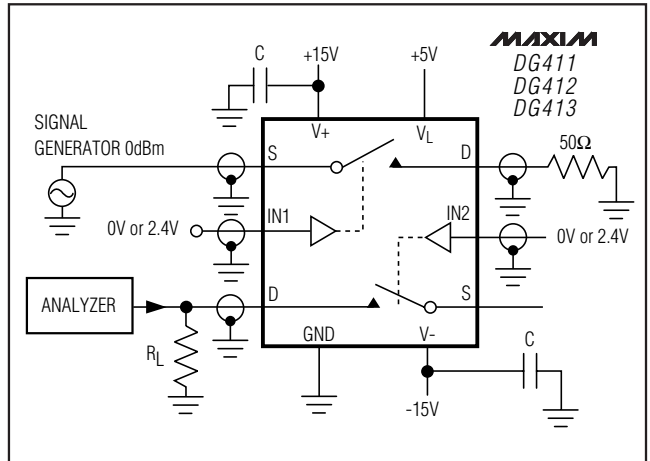 MAXIM
DG411
DG412
DG413
C
+15V
+5V
SIGNAL
GENERATOR 0dBm
V+
VL
50Ω
S
D
IN1
IN2
0V or 2.4V
0V or 2.4V
ANALYZER
D
S
RL
GND
V-
C
-15V